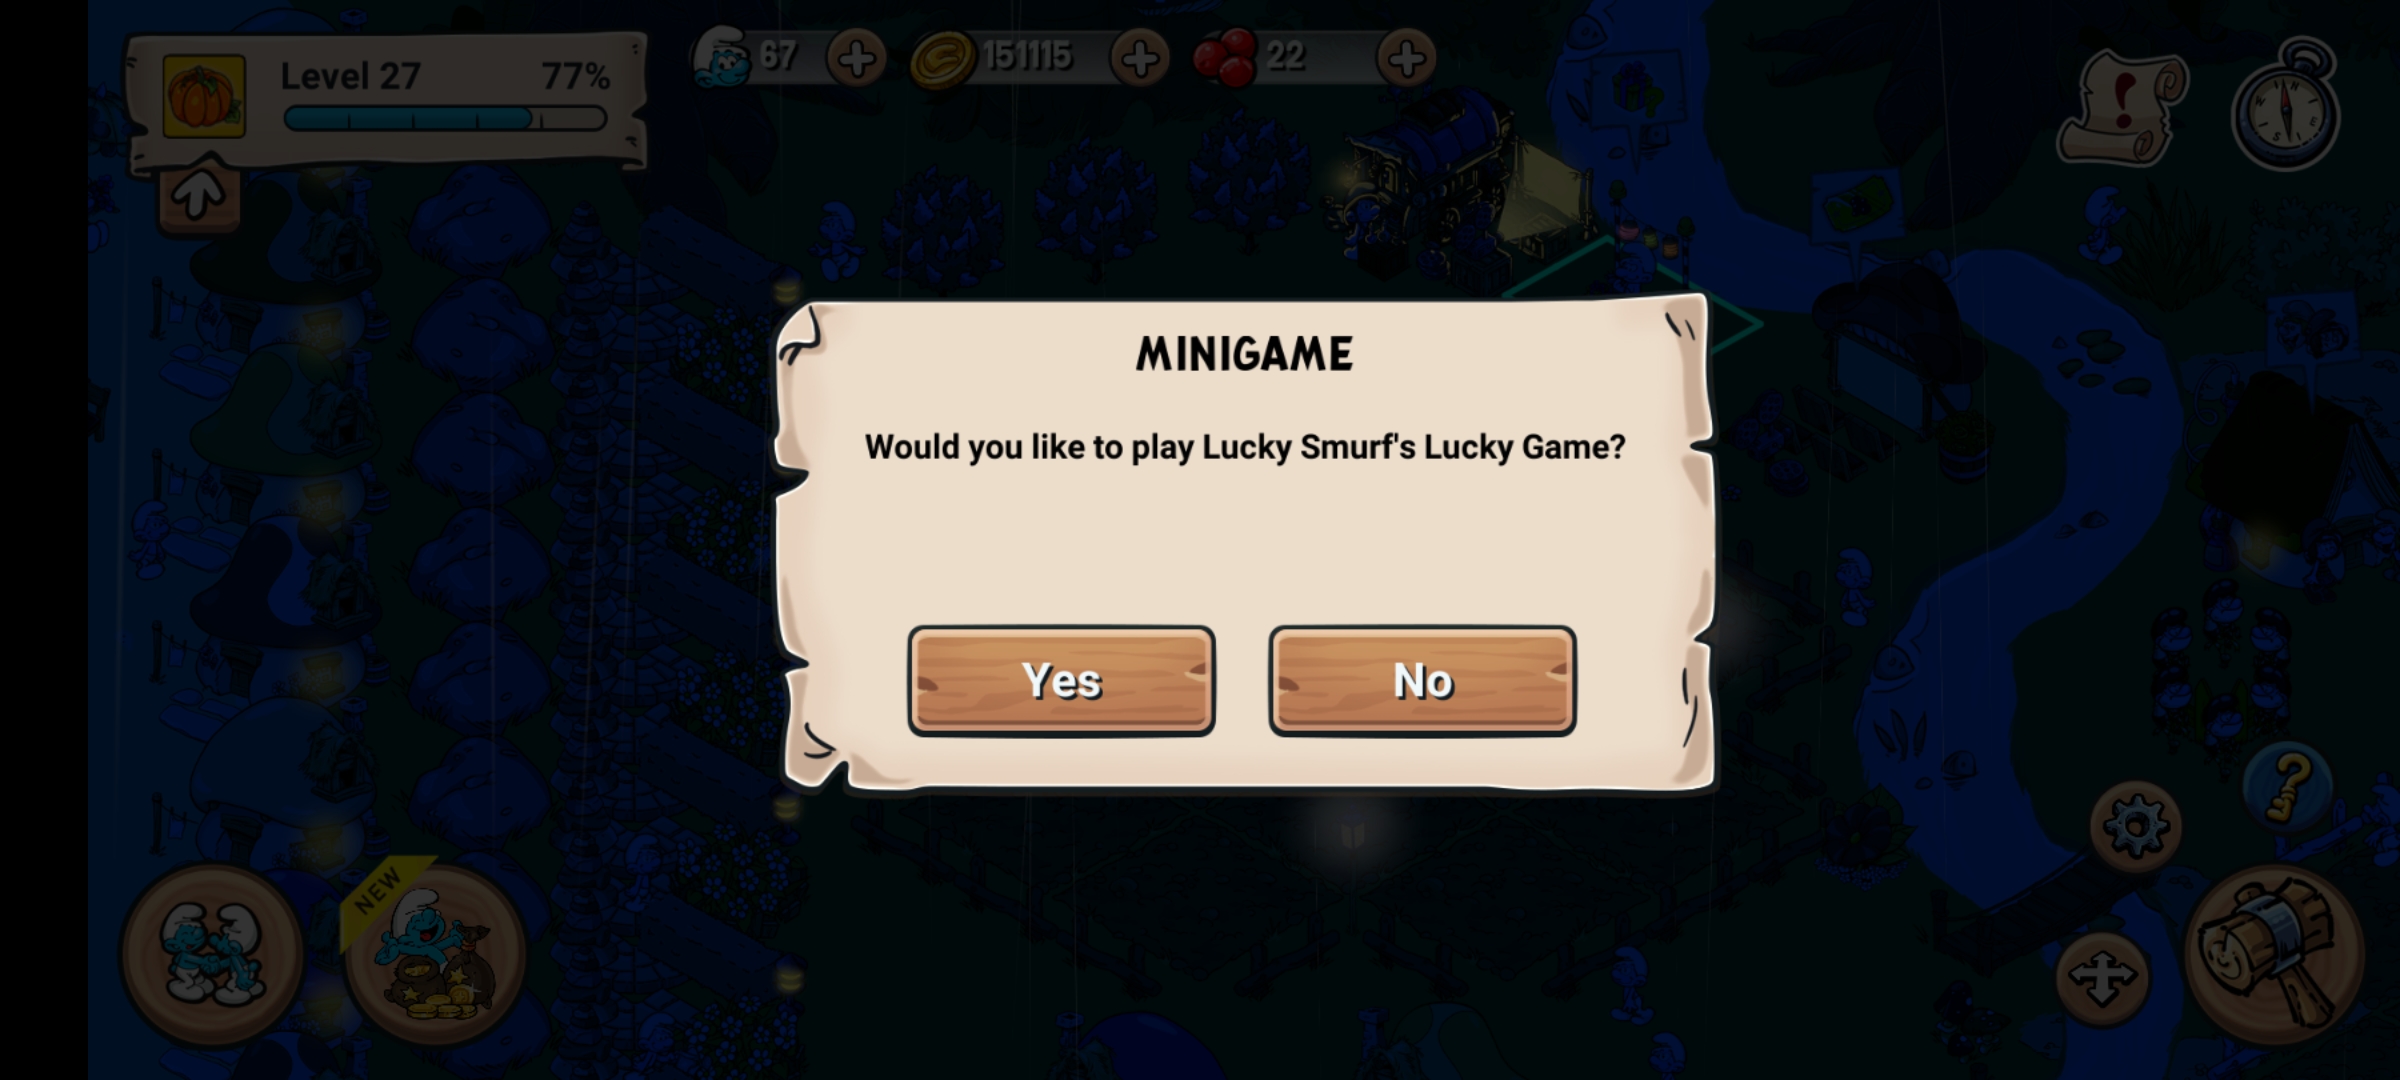 Level 27 77%
67
151115
22
MINIGAME
Would you like to play Lucky Smurf's Lucky Game?
Yes
No
NEW